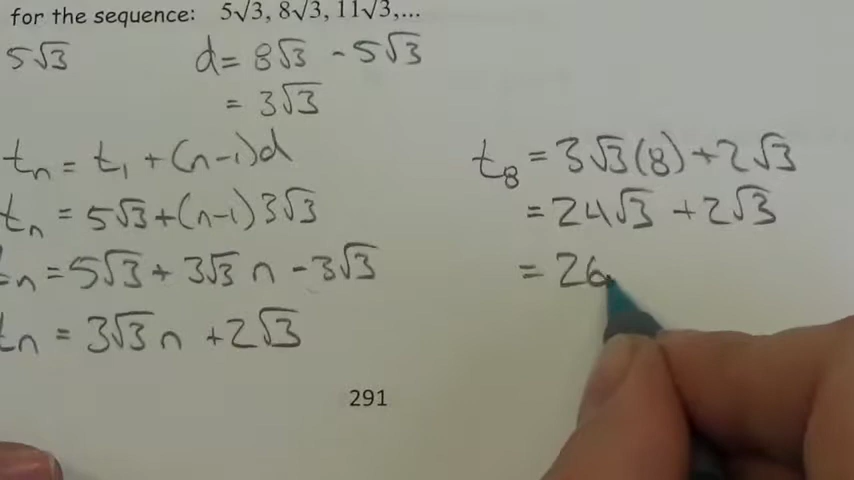 for the sequence: 5√3, 8√3, 11√3,...
5√3
d = 8√3 - 5√3
= 3√3
tn = t1 + (n-1)d
tn = 5√3 + (n-1)3√3
tn = 5√3 + 3√3 n - 3√3
tn = 3√3 n + 2√3
t8 = 3√3(8) + 2√3
= 24√3 + 2√3
= 26
291